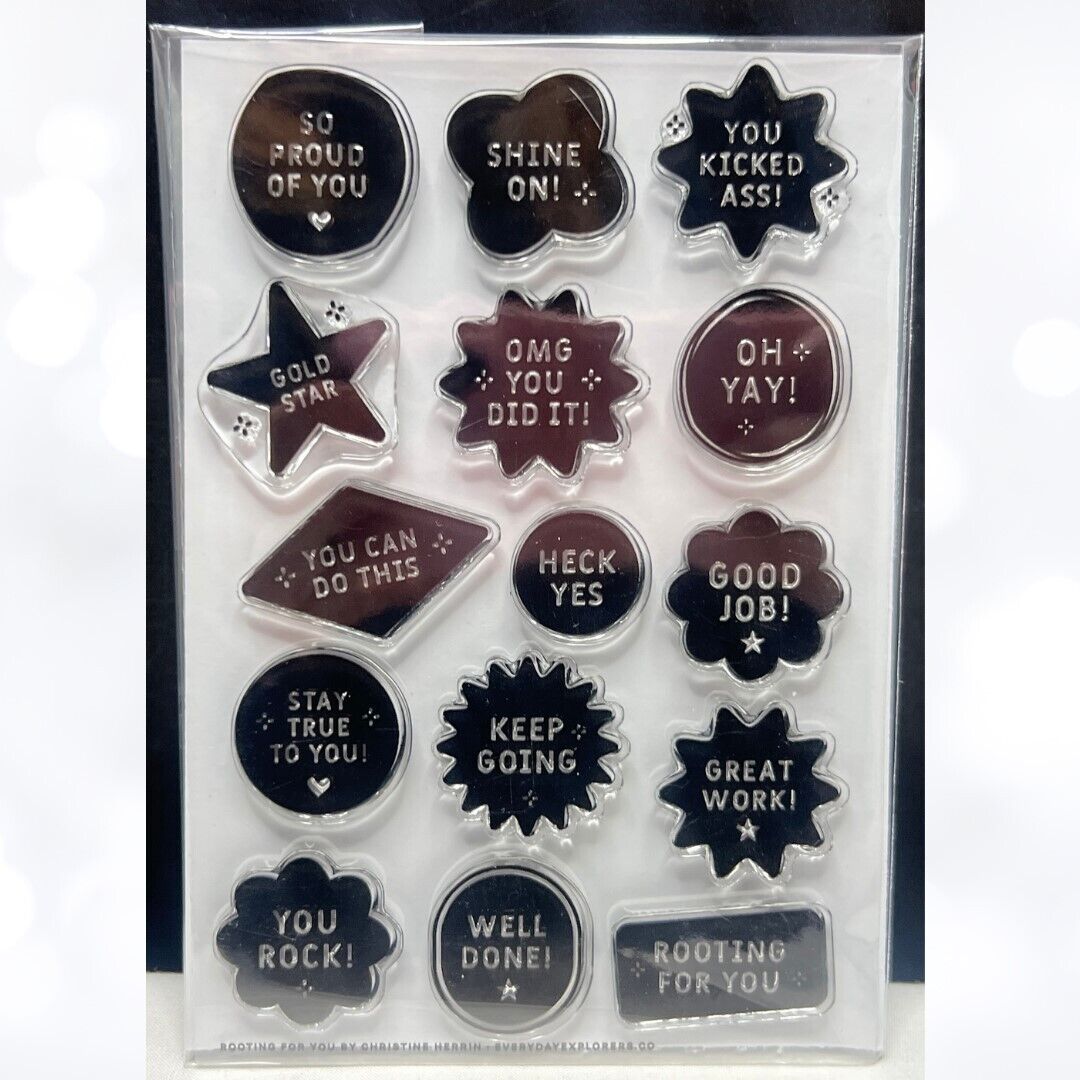 SO
PROUD
OF YOU
SHINE
ON!
YOU
KICKED
ASS!
GOLD
STAR
OMG
YOU
DID IT!
OH
YAY!
YOU CAN
DO THIS
HECK
YES
GOOD
JOB!
STAY
TRUE
TO YOU!
KEEP
GOING
GREAT
WORK!
YOU
ROCK!
WELL
DONE!
ROOTING
FOR YOU
ROOTING FOR YOU BY CHRISTINE HERRIN • EVERYDAYEXPLORERS.CO